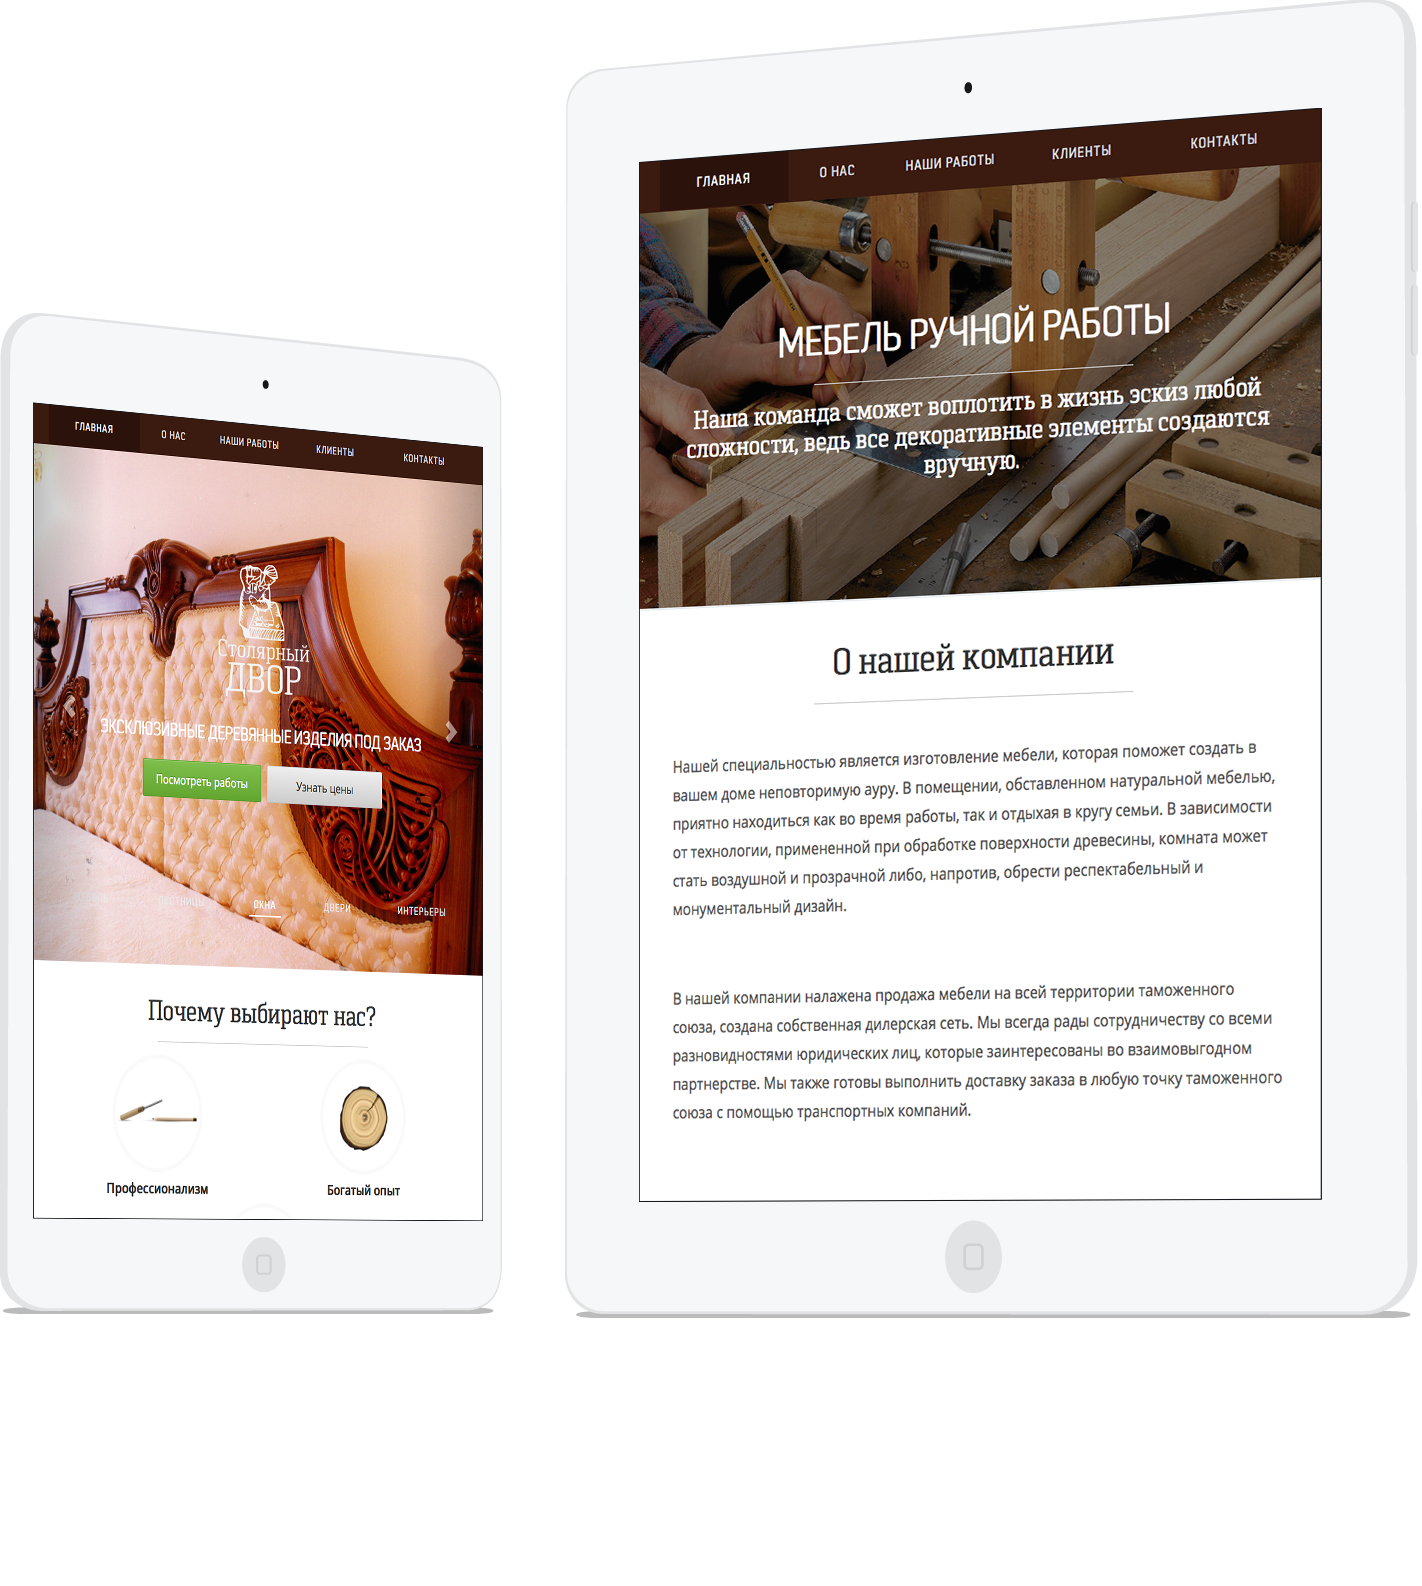 ГЛАВНАЯ
О НАС
НАШИ РАБОТЫ
КЛИЕНТЫ
КОНТАКТЫ
Столярный
ДВОР
ЭКСКЛЮЗИВНЫЕ ДЕРЕВЯННЫЕ ИЗДЕЛИЯ ПОД ЗАКАЗ
Посмотреть работы
Узнать цены
ЛЕСТНИЦЫ
ОКНА
ДВЕРИ
ИНТЕРЬЕРЫ
Почему выбирают нас?
Профессионализм
Богатый опыт
ГЛАВНАЯ
О НАС
НАШИ РАБОТЫ
КЛИЕНТЫ
КОНТАКТЫ
МЕБЕЛЬ РУЧНОЙ РАБОТЫ
Наша команда сможет воплотить в жизнь эскиз любой
сложности, ведь все декоративные элементы создаются
вручную.
О нашей компании
Нашей специальностью является изготовление мебели, которая поможет создать в
вашем доме неповторимую ауру. В помещении, обставленном натуральной мебелью,
приятно находиться как во время работы, так и отдыхая в кругу семьи. В зависимости
от технологии, примененной при обработке поверхности древесины, комната может
стать воздушной и прозрачной либо, напротив, обрести респектабельный и
монументальный дизайн.
В нашей компании налажена продажа мебели на всей территории таможенного
союза, создана собственная дилерская сеть. Мы всегда рады сотрудничеству со всеми
разновидностями юридических лиц, которые заинтересованы во взаимовыгодном
партнерстве. Мы также готовы выполнить доставку заказа в любую точку таможенного
союза с помощью транспортных компаний.